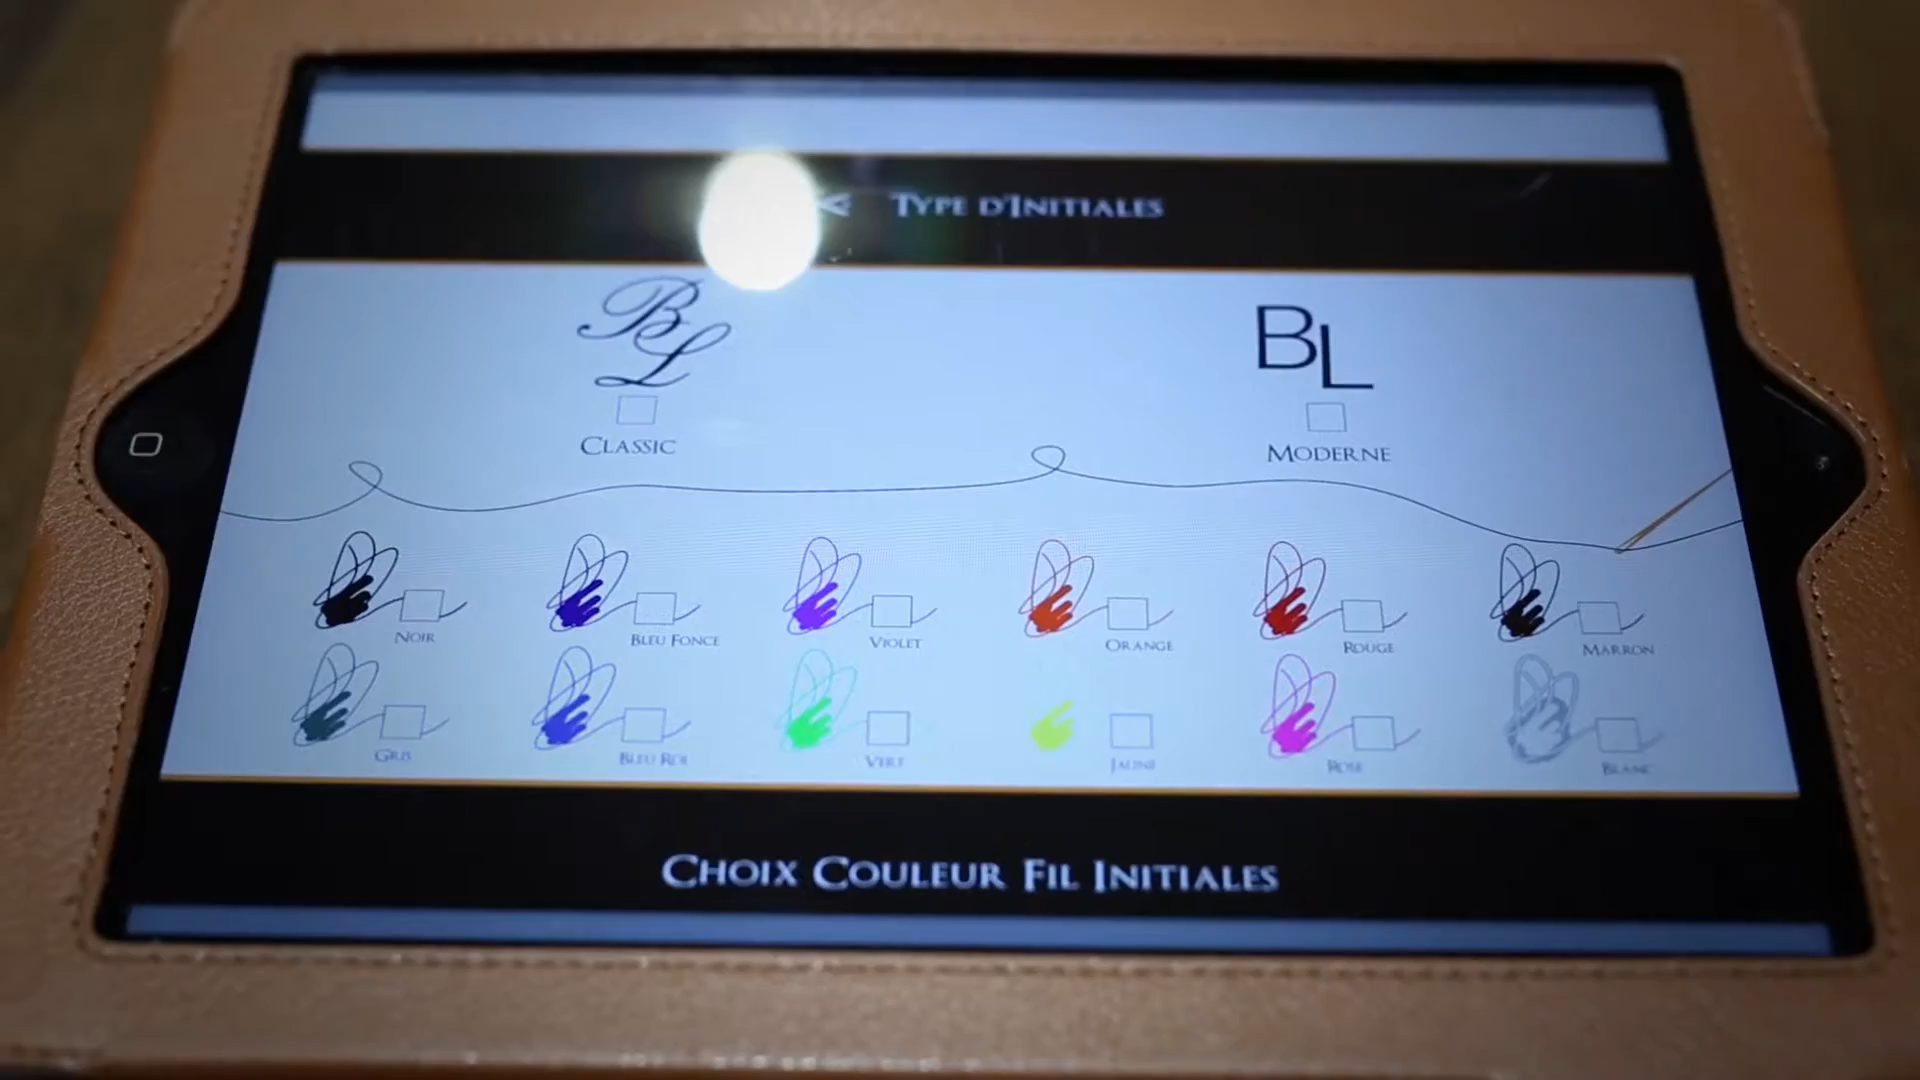 < Type d'Initiales
BL BL
Classic Moderne
Noir Bleu Fonce Violet Orange Rouge Marron
Gris Bleu Roi Vert Jaune Rose Blanc
Choix Couleur Fil Initiales